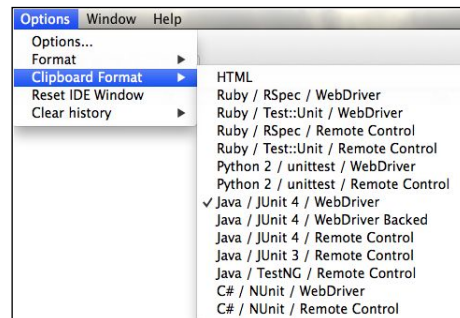 Options Window Help
Options...
Format
Clipboard Format
Reset IDE Window
Clear history
HTML
Ruby / RSpec / WebDriver
Ruby / Test::Unit / WebDriver
Ruby / RSpec / Remote Control
Ruby / Test::Unit / Remote Control
Python 2 / unittest / WebDriver
Python 2 / unittest / Remote Control
✓ Java / JUnit 4 / WebDriver
Java / JUnit 4 / WebDriver Backed
Java / JUnit 4 / Remote Control
Java / JUnit 3 / Remote Control
Java / TestNG / Remote Control
C# / NUnit / WebDriver
C# / NUnit / Remote Control